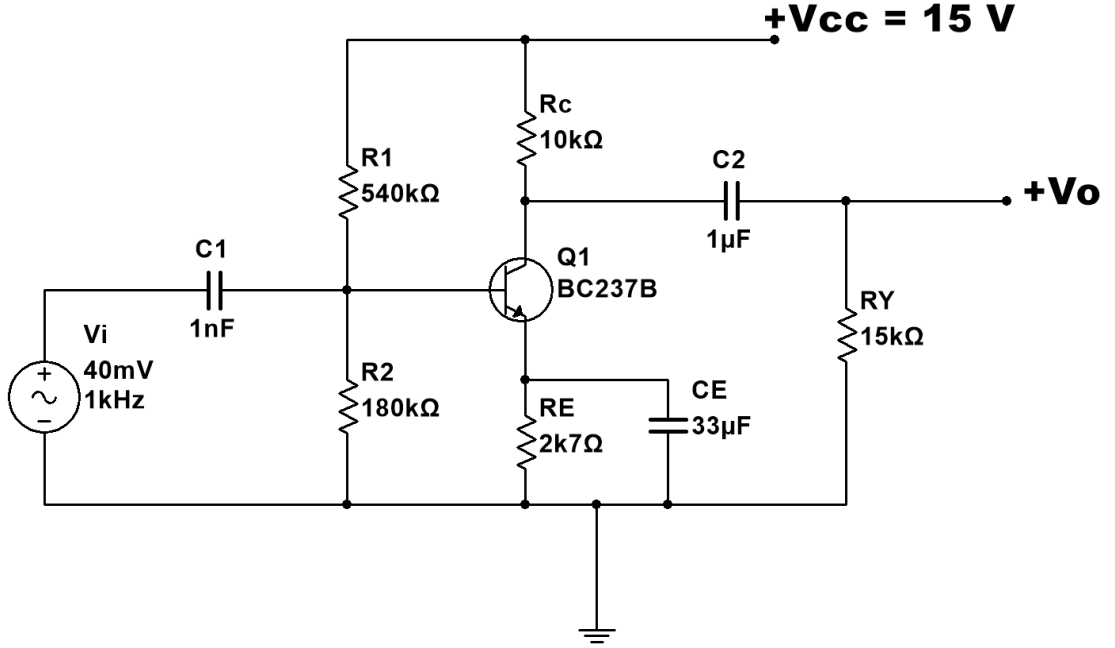 +Vcc = 15 V
Rc
10kΩ
R1
540kΩ
C2
1µF
+Vo
C1
1nF
Q1
BC237B
Vi
40mV
1kHz
+
−
R2
180kΩ
RE
2k7Ω
CE
33µF
RY
15kΩ